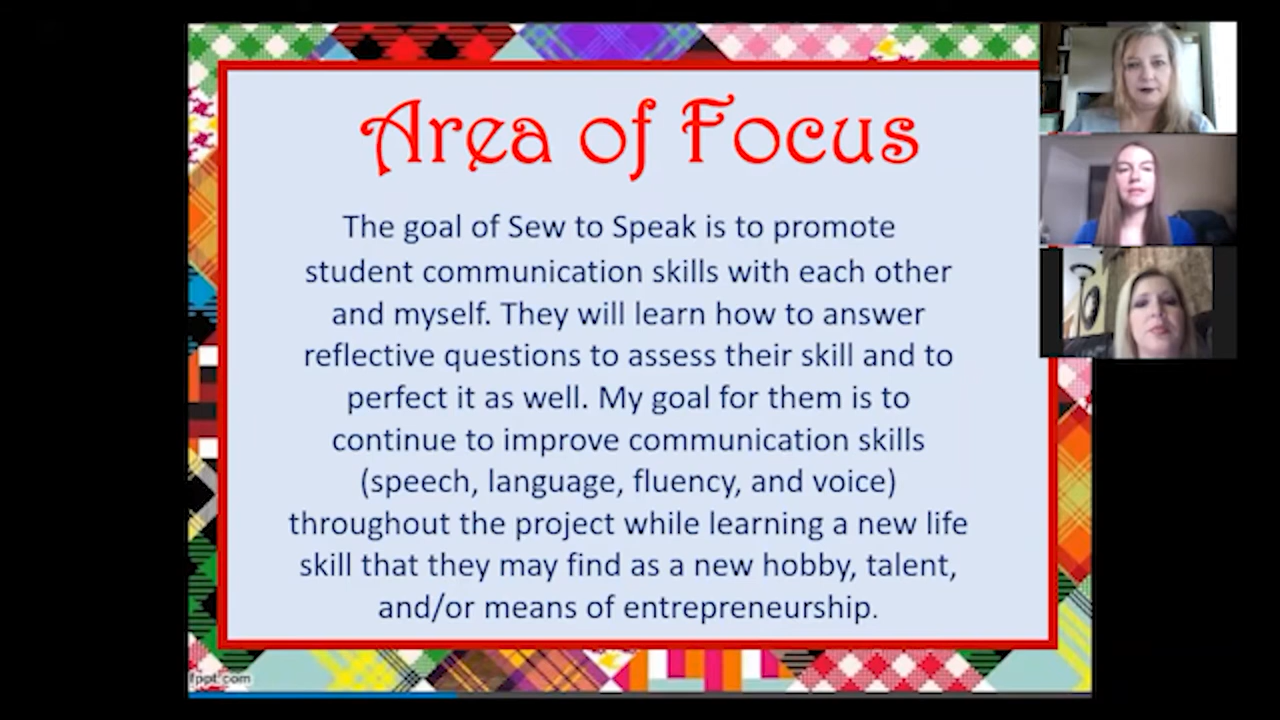 Area of Focus
The goal of Sew to Speak is to promote
student communication skills with each other
and myself. They will learn how to answer
reflective questions to assess their skill and to
perfect it as well. My goal for them is to
continue to improve communication skills
(speech, language, fluency, and voice)
throughout the project while learning a new life
skill that they may find as a new hobby, talent,
and/or means of entrepreneurship.
fppt.com